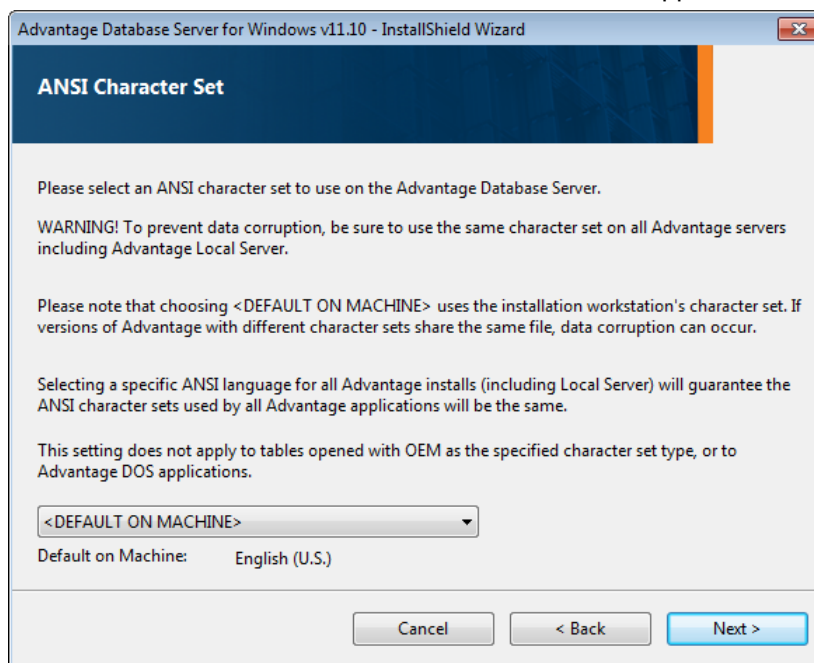 Advantage Database Server for Windows v11.10 - InstallShield Wizard
ANSI Character Set
Please select an ANSI character set to use on the Advantage Database Server.
WARNING! To prevent data corruption, be sure to use the same character set on all Advantage servers
including Advantage Local Server.
Please note that choosing <DEFAULT ON MACHINE> uses the installation workstation's character set. If
versions of Advantage with different character sets share the same file, data corruption can occur.
Selecting a specific ANSI language for all Advantage installs (including Local Server) will guarantee the
ANSI character sets used by all Advantage applications will be the same.
This setting does not apply to tables opened with OEM as the specified character set type, or to
Advantage DOS applications.
<DEFAULT ON MACHINE>
Default on Machine: English (U.S.)
Cancel < Back Next >